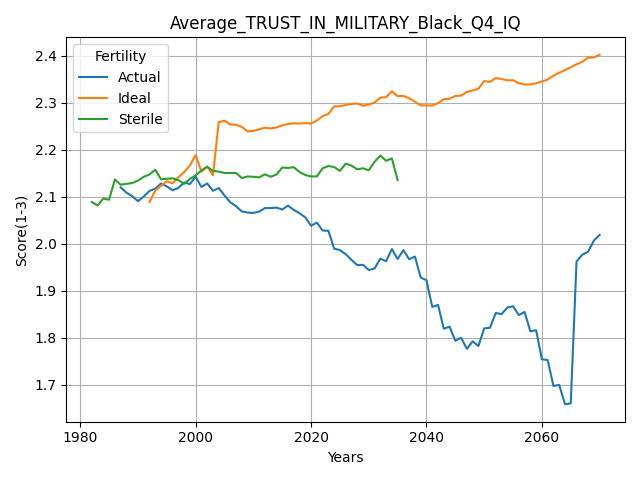 Average_TRUST_IN_MILITARY_Black_Q4_IQ
Fertility
Actual
Ideal
Sterile
Score(1-3)
2.4
2.3
2.2
2.1
2.0
1.9
1.8
1.7
1980
2000
2020
2040
2060
Years